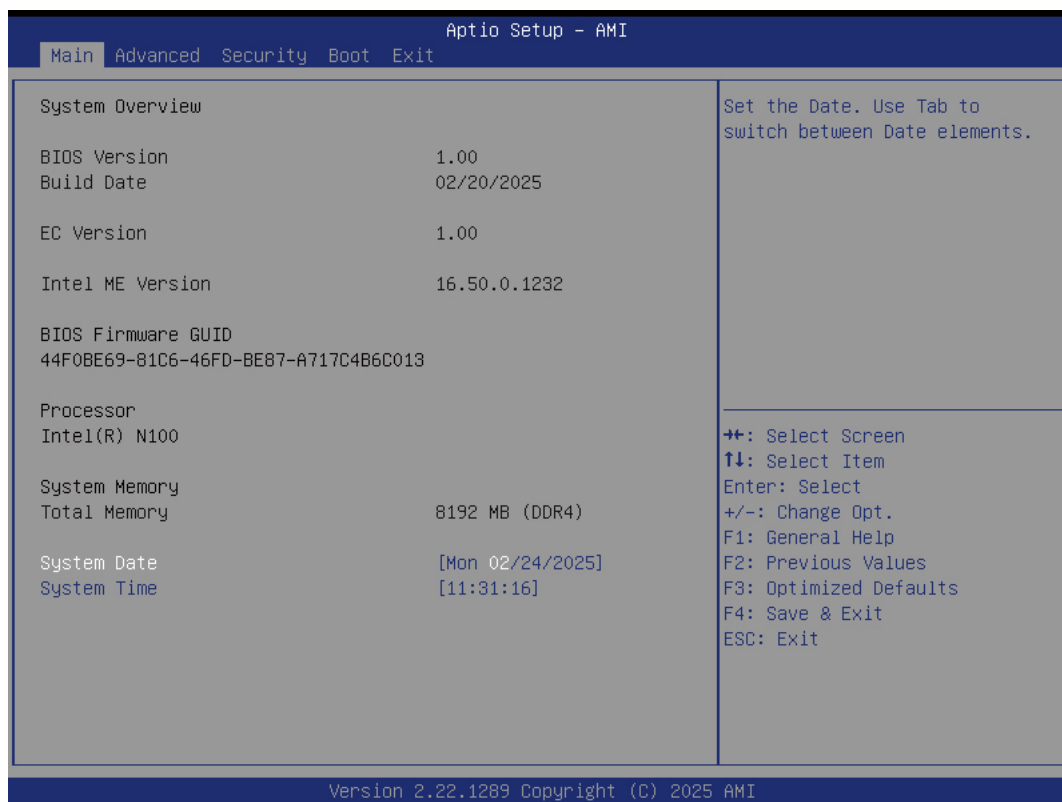 Aptio Setup – AMI
Main Advanced Security Boot Exit
System Overview
BIOS Version 1.00
Build Date 02/20/2025
EC Version 1.00
Intel ME Version 16.50.0.1232
BIOS Firmware GUID
44F0BE69-81C6-46FD-BE87-A717C4B6C013
Processor
Intel(R) N100
System Memory
Total Memory 8192 MB (DDR4)
System Date [Mon 02/24/2025]
System Time [11:31:16]
Set the Date. Use Tab to
switch between Date elements.
→←: Select Screen
↑↓: Select Item
Enter: Select
+/-: Change Opt.
F1: General Help
F2: Previous Values
F3: Optimized Defaults
F4: Save & Exit
ESC: Exit
Version 2.22.1289 Copyright (C) 2025 AMI